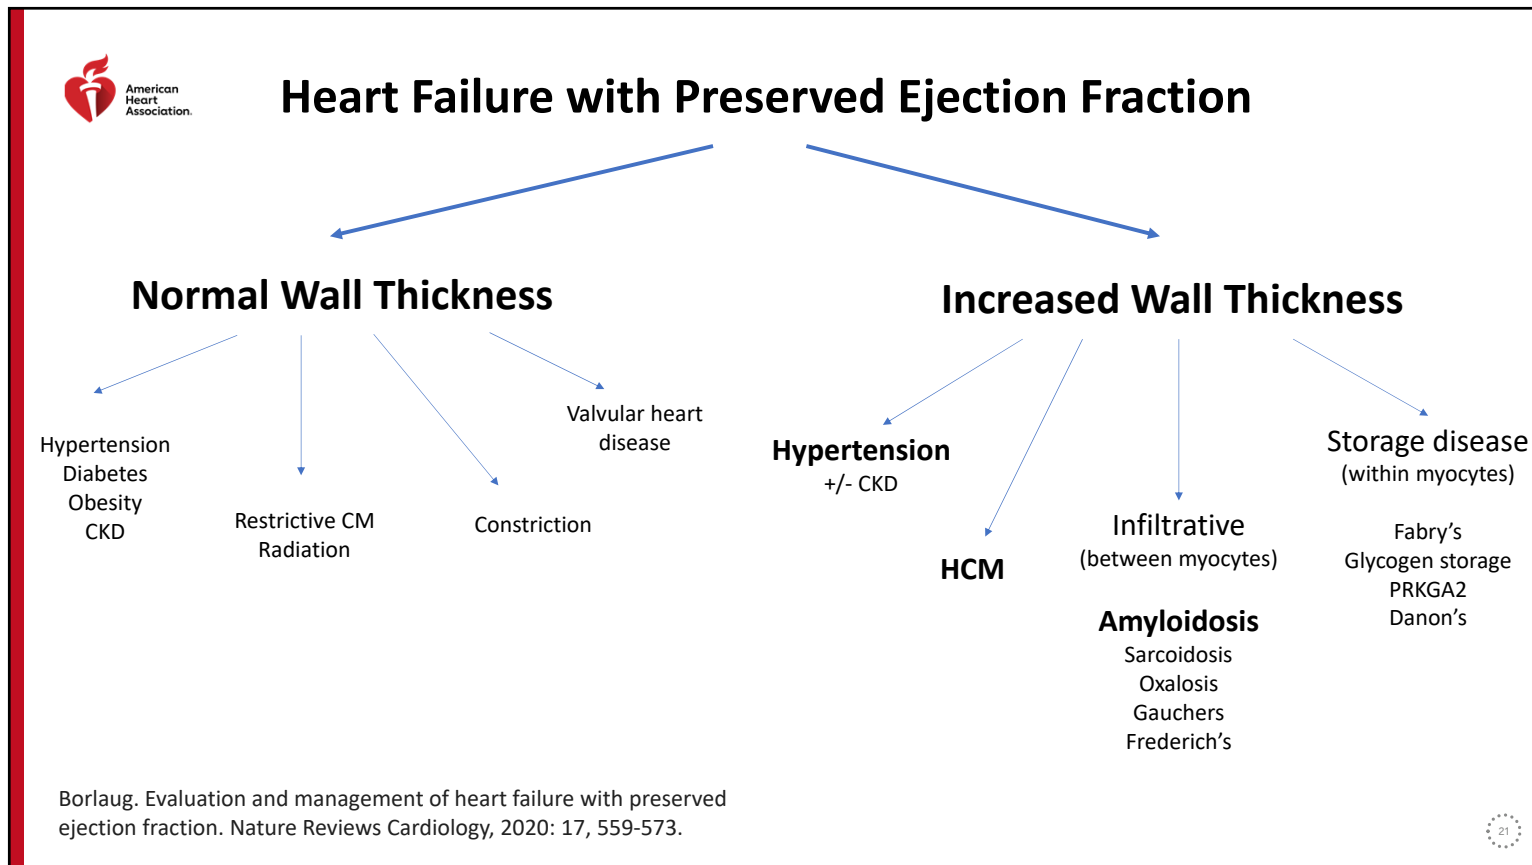 American
Heart
Association.
Heart Failure with Preserved Ejection Fraction
Normal Wall Thickness
Hypertension
Diabetes
Obesity
CKD
Restrictive CM
Radiation
Constriction
Valvular heart
disease
Increased Wall Thickness
Hypertension
+/- CKD
HCM
Infiltrative
(between myocytes)
Amyloidosis
Sarcoidosis
Oxalosis
Gauchers
Frederich’s
Storage disease
(within myocytes)
Fabry’s
Glycogen storage
PRKGA2
Danon’s
Borlaug. Evaluation and management of heart failure with preserved
ejection fraction. Nature Reviews Cardiology, 2020: 17, 559-573.
21